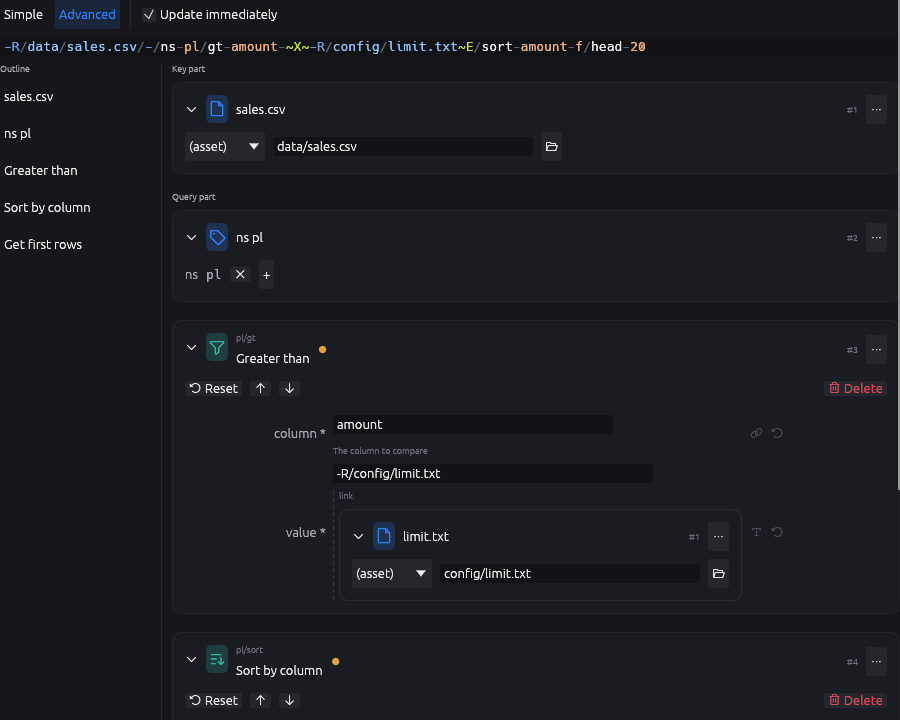 Simple Advanced Update immediately
-R/data/sales.csv/-/ns-pl/gt-amount-~X~-R/config/limit.txt~E/sort-amount-f/head-20
Outline
sales.csv
ns pl
Greater than
Sort by column
Get first rows
Key part
sales.csv #1 ...
(asset) data/sales.csv
Query part
ns pl #2 ...
ns pl +
pl/gt
Greater than #3 ...
Reset Delete
column * amount
The column to compare
-R/config/limit.txt
link
value *
limit.txt #1 ...
(asset) config/limit.txt
pl/sort
Sort by column #4 ...
Reset Delete